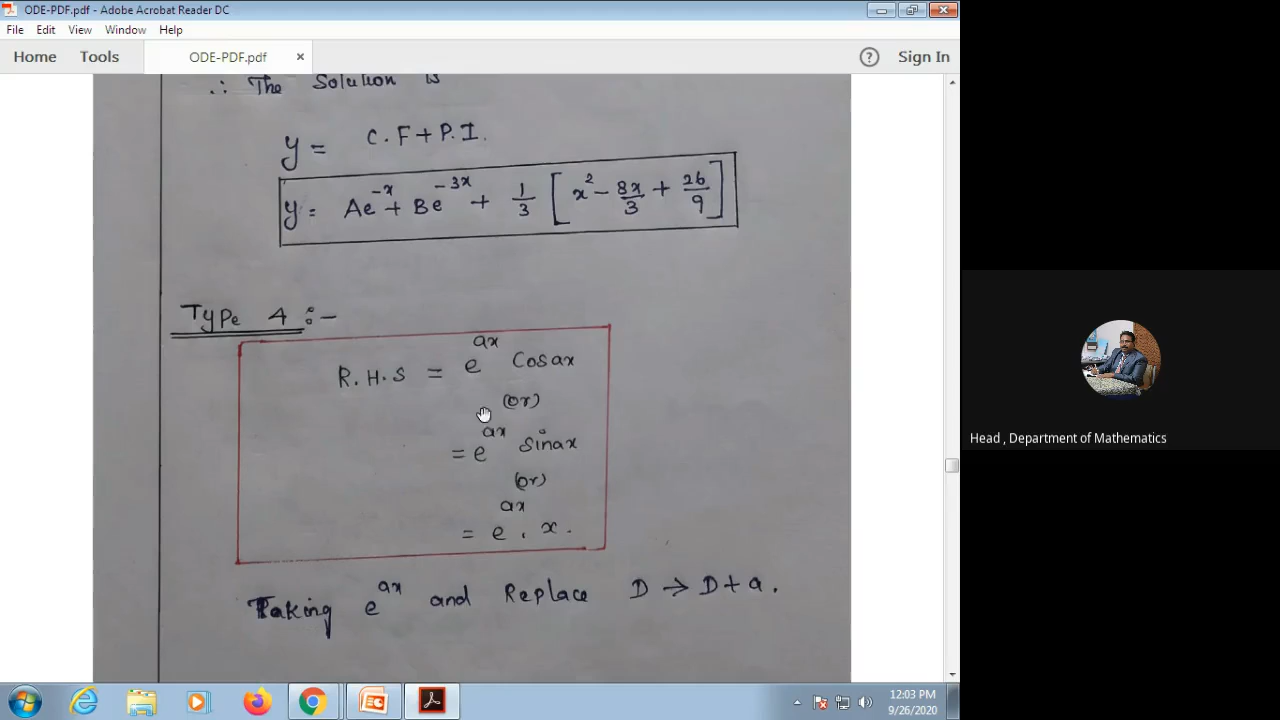 ODE-PDF.pdf - Adobe Acrobat Reader DC
File Edit View Window Help
Home Tools ODE-PDF.pdf × ? Sign In
∴ The Solution is
y = C.F + P.I.
y = Ae^{-x} + Be^{-3x} + 1/3 [x^2 - 8x/3 + 26/9]
Type 4 :-
R.H.S = e^{ax} Cosax
(or)
= e^{ax} Sinax
(or)
= e^{ax} . x.
Taking e^{ax} and Replace D → D+a.
Head , Department of Mathematics
12:03 PM
9/26/2020